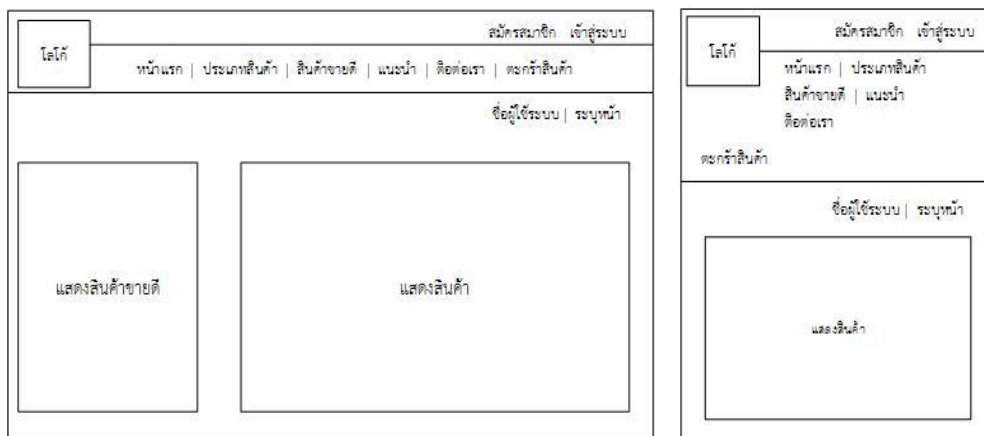 สมัครสมาชิก เข้าสู่ระบบ
โลโก้
หน้าแรก | ประเภทสินค้า | สินค้าขายดี | แนะนำ | ติอต่อเรา | ตะกร้าสินค้า
ชื่อผู้ใช้ระบบ | ระบุหน้า
แสดงสินค้าขายดี
แสดงสินค้า
สมัครสมาชิก เข้าสู่ระบบ
โลโก้
หน้าแรก | ประเภทสินค้า
สินค้าขายดี | แนะนำ
ติอต่อเรา
ตะกร้าสินค้า
ชื่อผู้ใช้ระบบ | ระบุหน้า
แสดงสินค้า